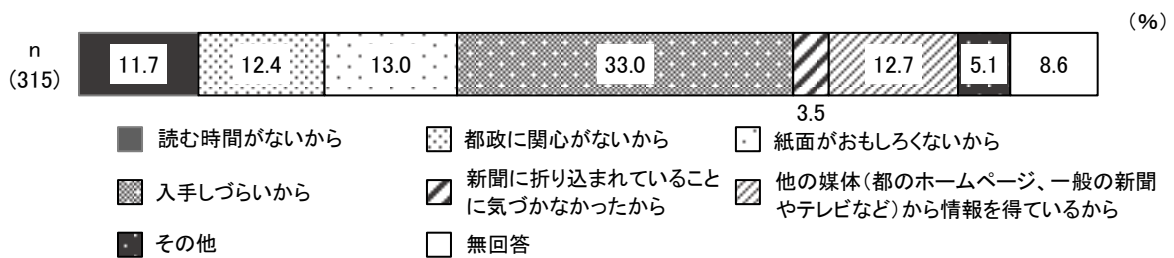 （％）
n
（315）
11.7
12.4
13.0
33.0
3.5
12.7
5.1
8.6
読む時間がないから
都政に関心がないから
紙面がおもしろくないから
入手しづらいから
新聞に折り込まれていること
に気づかなかったから
他の媒体（都のホームページ、一般の新聞
やテレビなど）から情報を得ているから
その他
無回答